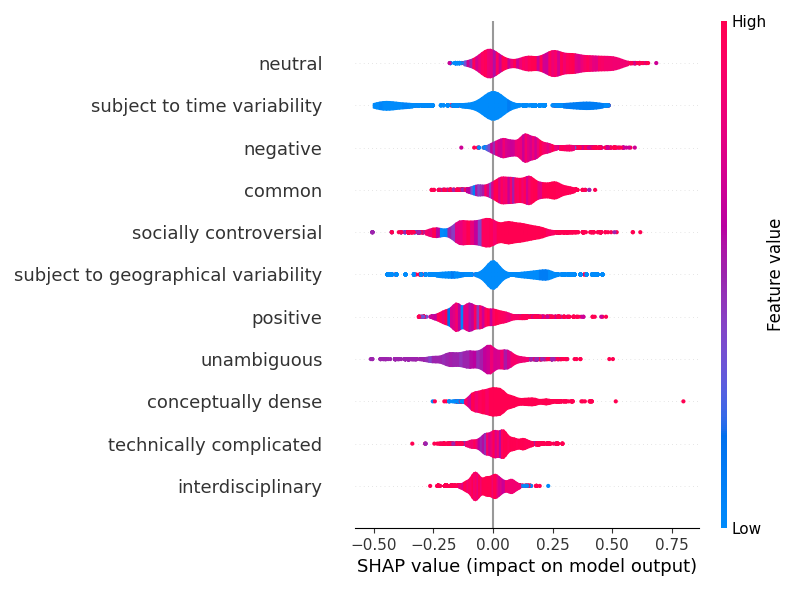 High
neutral
subject to time variability
negative
common
socially controversial
subject to geographical variability
positive
unambiguous
conceptually dense
technically complicated
interdisciplinary
Feature value
Low
−0.50 −0.25 0.00 0.25 0.50 0.75
SHAP value (impact on model output)